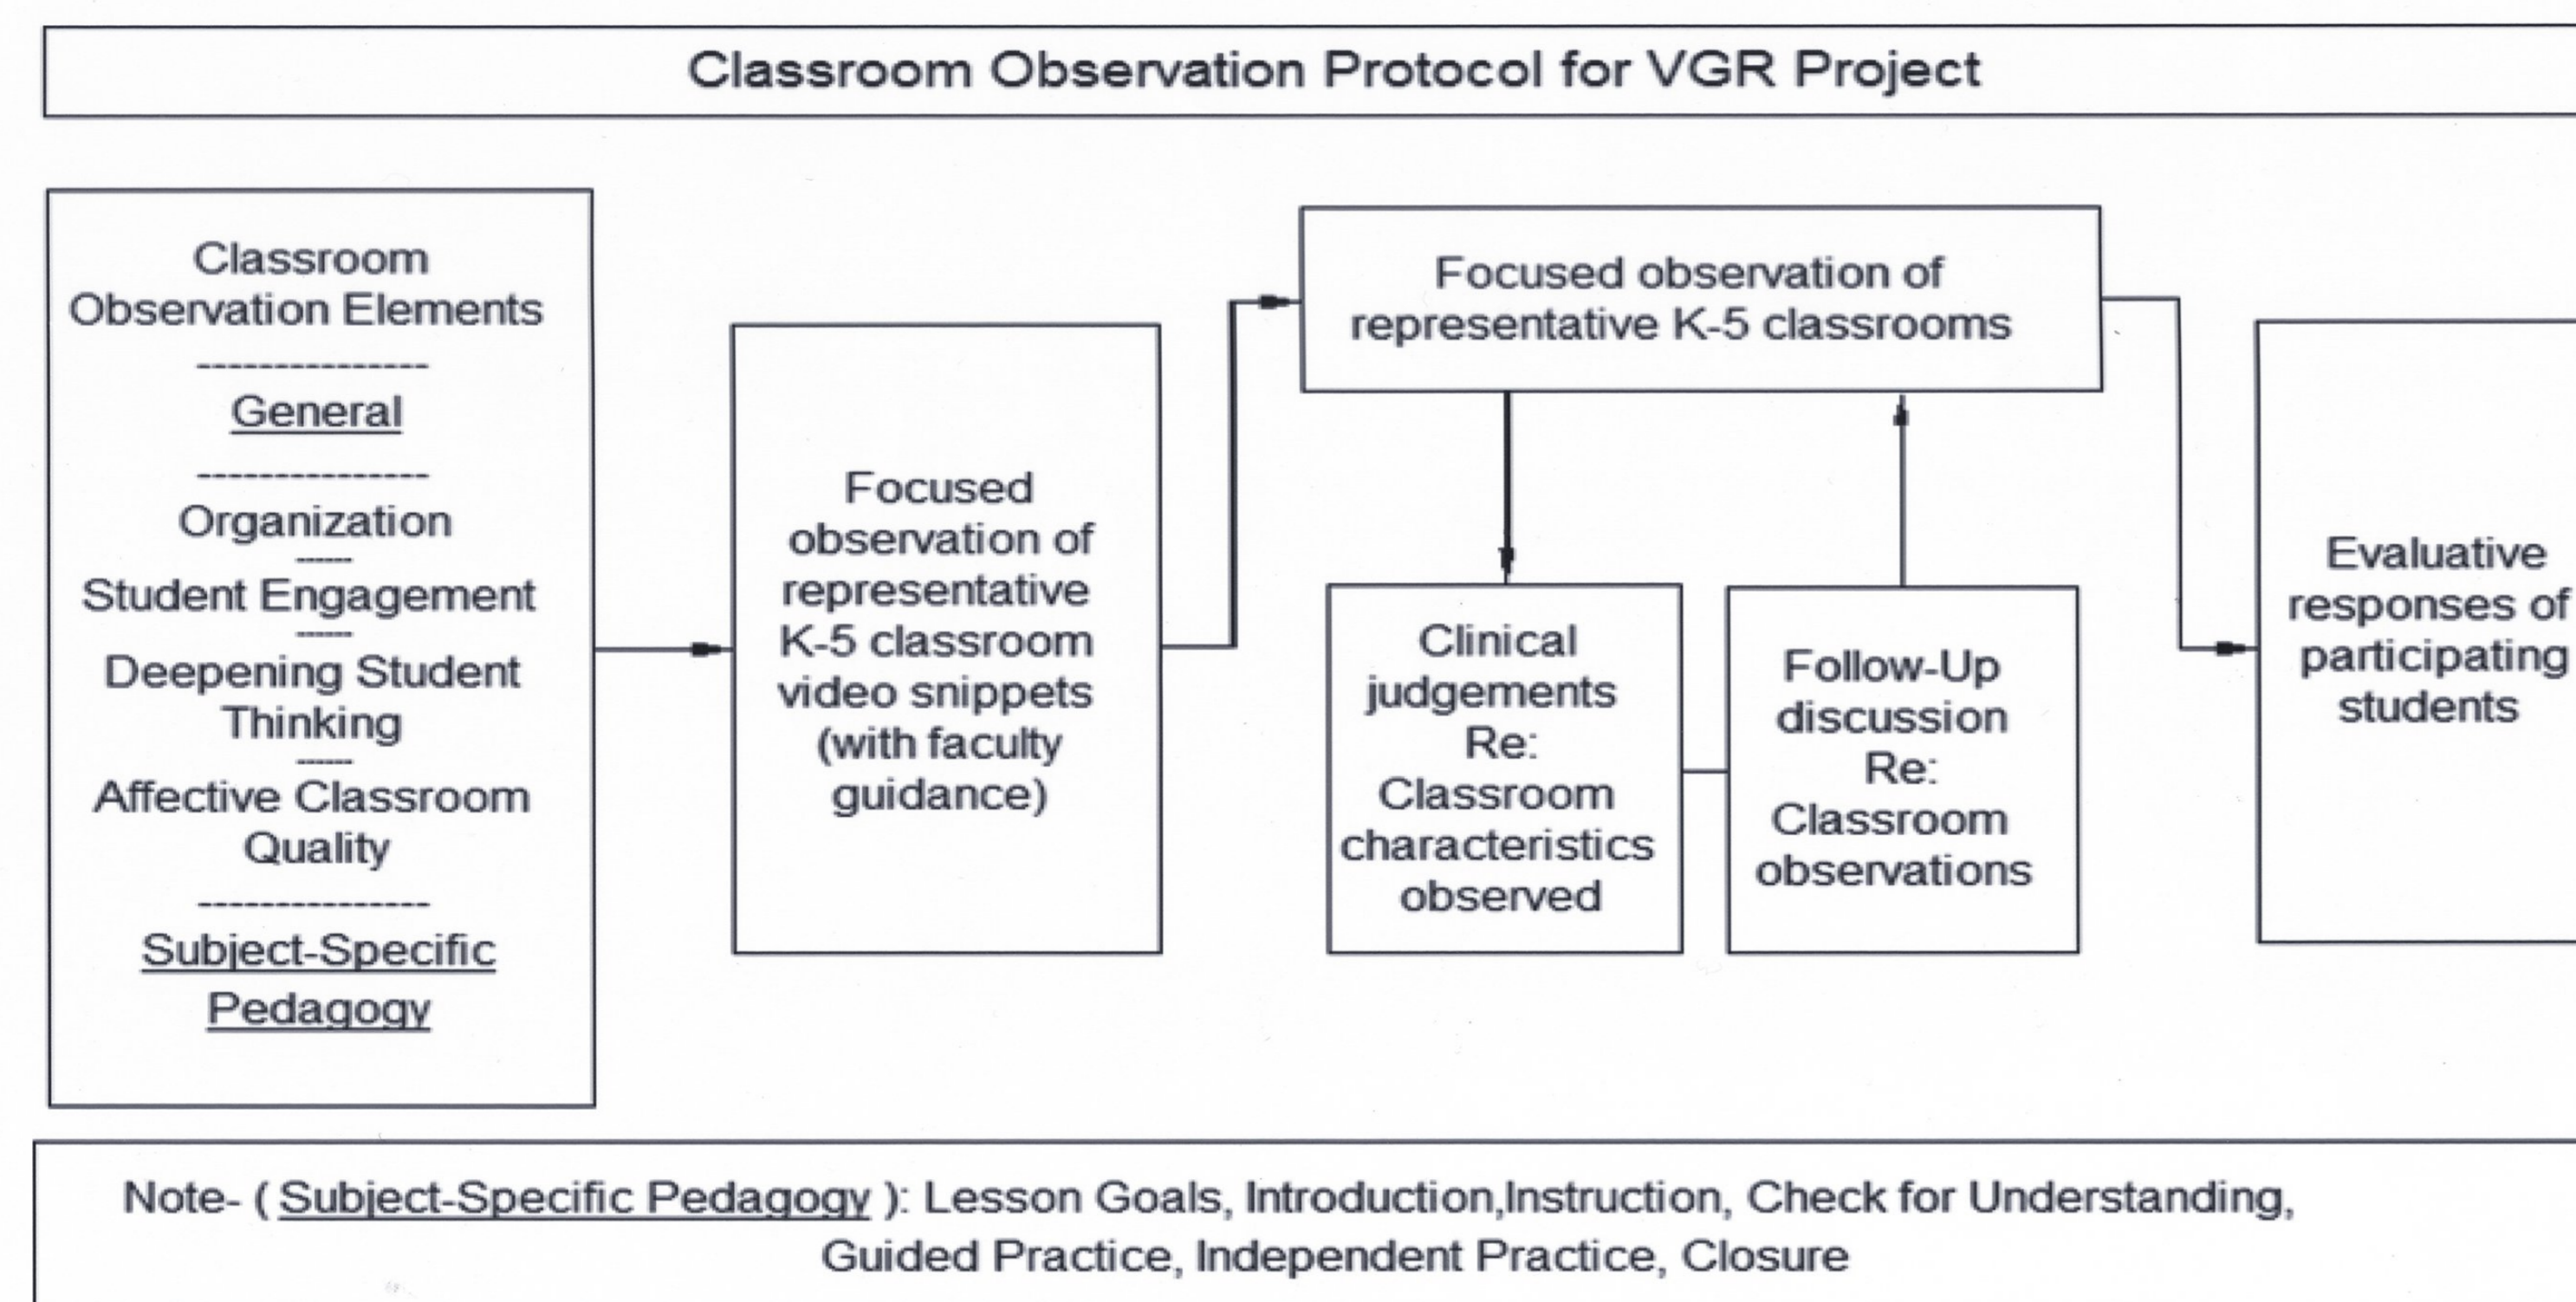 Classroom Observation Protocol for VGR Project
Classroom
Observation Elements
---------------
General
---------------
Organization
------
Student Engagement
------
Deepening Student
Thinking
------
Affective Classroom
Quality
---------------
Subject-Specific
Pedagogy
Focused
observation of
representative
K-5 classroom
video snippets
(with faculty
guidance)
Focused observation of
representative K-5 classrooms
Clinical
judgements
Re:
Classroom
characteristics
observed
Follow-Up
discussion
Re:
Classroom
observations
Evaluative
responses of
participating
students
Note- ( Subject-Specific Pedagogy ): Lesson Goals, Introduction,Instruction, Check for Understanding,
Guided Practice, Independent Practice, Closure